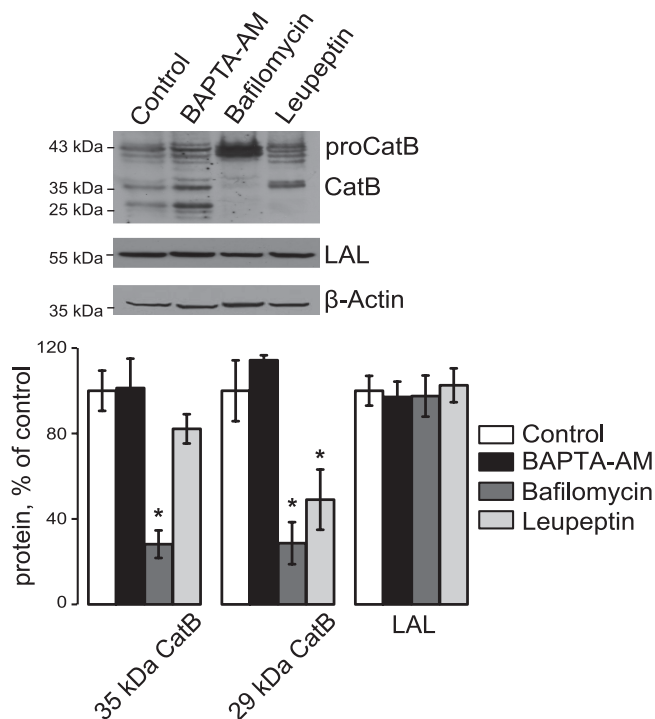 Control
BAPTA-AM
Bafilomycin
Leupeptin
43 kDa
proCatB
35 kDa
CatB
25 kDa
55 kDa
LAL
35 kDa
β-Actin
protein, % of control
120
80
40
0
*
*
*
Control
BAPTA-AM
Bafilomycin
Leupeptin
35 kDa CatB
29 kDa CatB
LAL